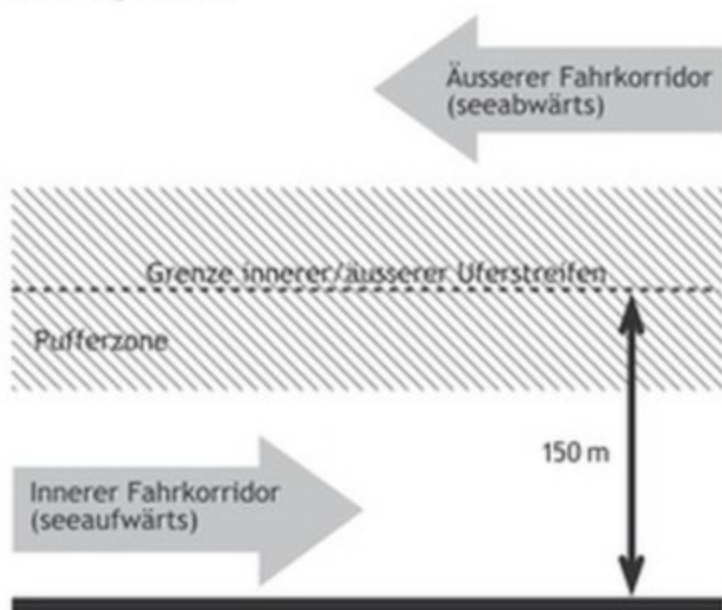 Äusserer Fahrkorridor
(seeabwärts)
Grenze innerer/äusserer Uferstreifen
Pufferzone
150 m
Innerer Fahrkorridor
(seeaufwärts)